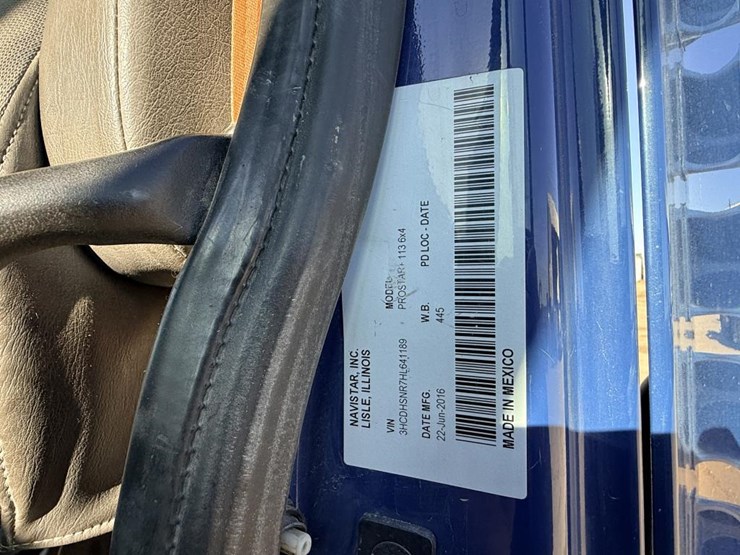 NAVISTAR, INC.
LISLE, ILLINOIS
VIN MODEL
3HCDHSNR7HL641189 PROSTAR+ 113 6x4
DATE MFG. W.B. PD LOC - DATE
22-Jun-2016 445
MADE IN MEXICO